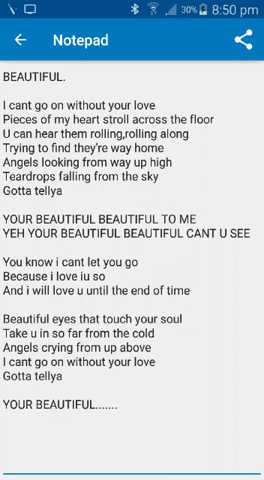 30% 8:50 pm
Notepad
BEAUTIFUL.
I cant go on without your love
Pieces of my heart stroll across the floor
U can hear them rolling,rolling along
Trying to find they're way home
Angels looking from way up high
Teardrops falling from the sky
Gotta tellya
YOUR BEAUTIFUL BEAUTIFUL TO ME
YEH YOUR BEAUTIFUL BEAUTIFUL CANT U SEE
You know i cant let you go
Because i love iu so
And i will love u until the end of time
Beautiful eyes that touch your soul
Take u in so far from the cold
Angels crying from up above
I cant go on without your love
Gotta tellya
YOUR BEAUTIFUL.......